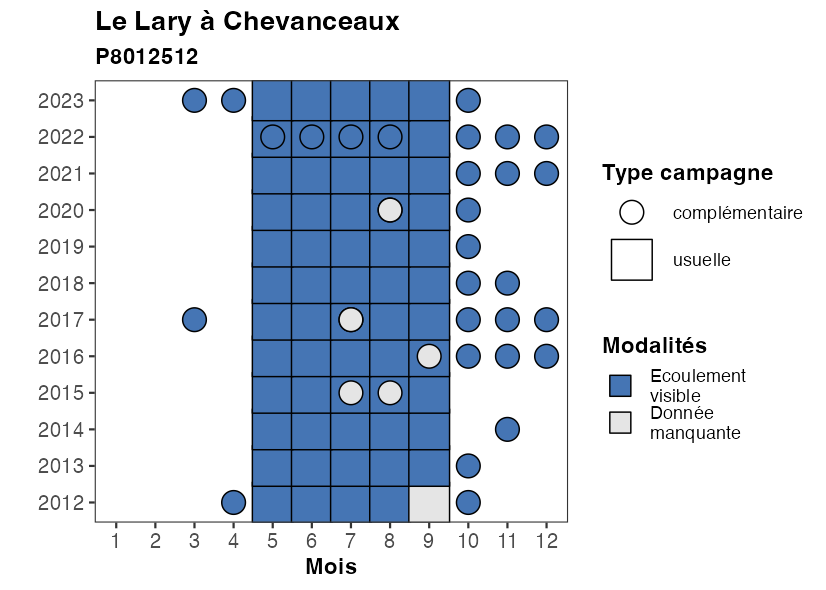 Le Lary à Chevanceaux
P8012512
2023
2022
2021
2020
2019
2018
2017
2016
2015
2014
2013
2012
1 2 3 4 5 6 7 8 9 10 11 12
Mois
Type campagne
complémentaire
usuelle
Modalités
Ecoulement
visible
Donnée
manquante